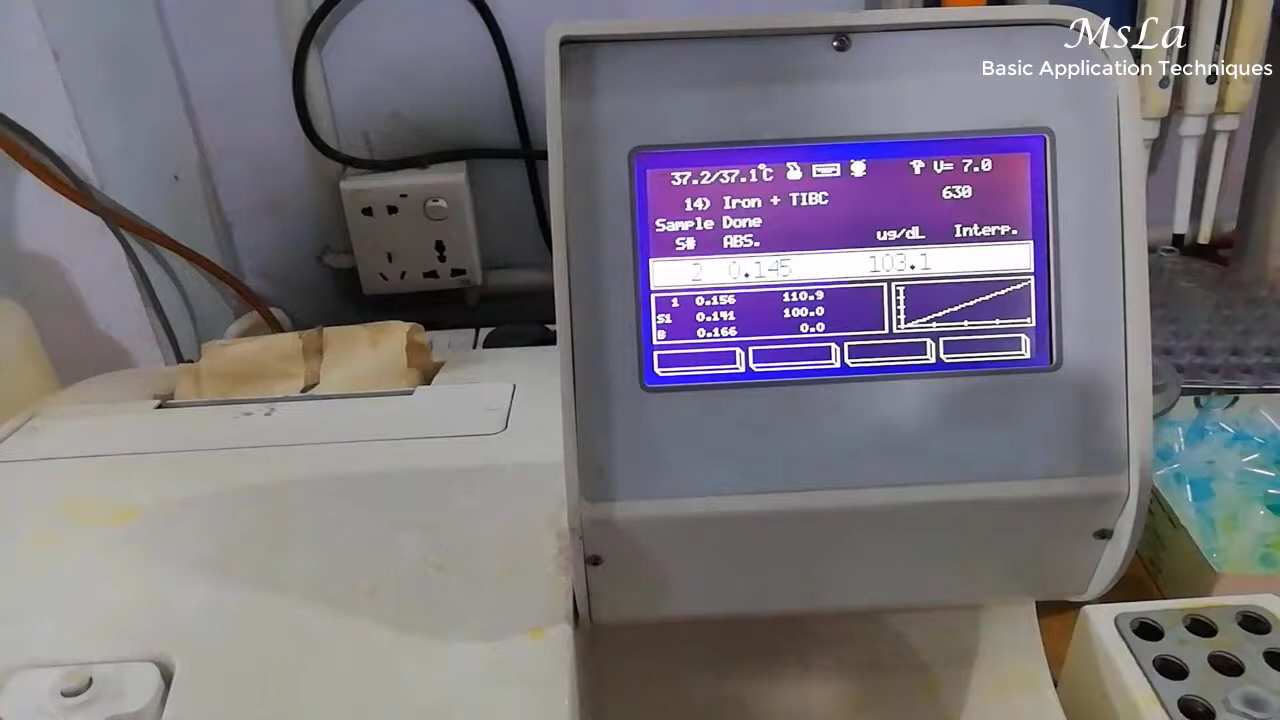 MsLa
Basic Application Techniques
37.2/37.1°C V= 7.0
14) Iron + TIBC 630
Sample Done
S# ABS. ug/dL Interp.
2 0.145 103.1
1 0.156 110.9
S1 0.141 100.0
B 0.166 0.0